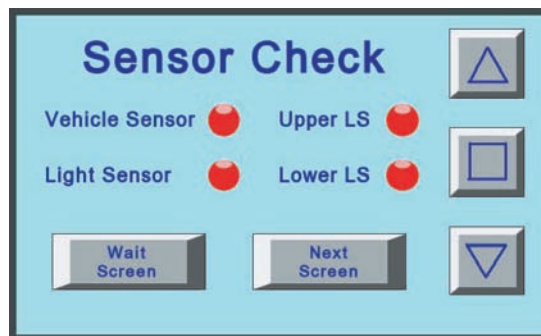 Sensor Check
Vehicle Sensor
Upper LS
Light Sensor
Lower LS
Wait
Screen
Next
Screen